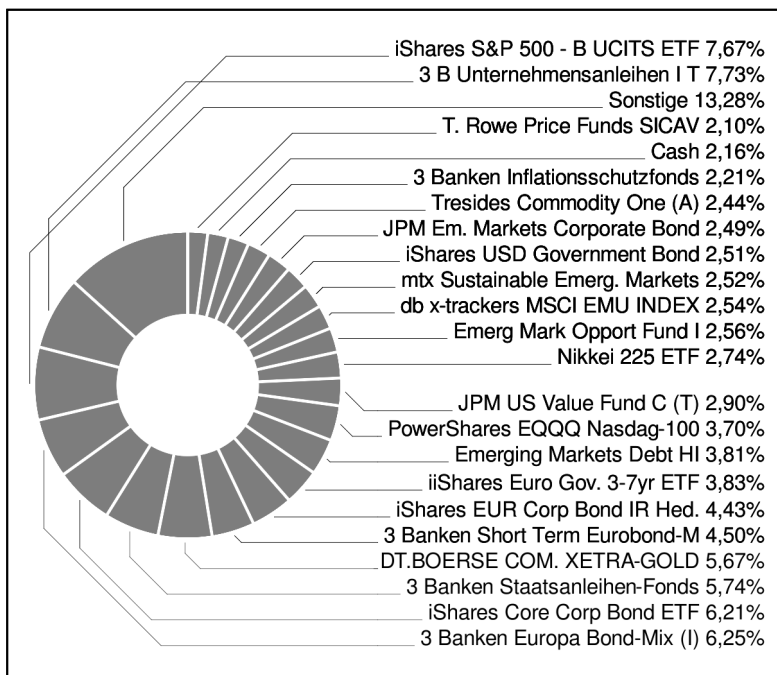 iShares S&P 500 - B UCITS ETF 7,67%
3 B Unternehmensanleihen I T 7,73%
Sonstige 13,28%
T. Rowe Price Funds SICAV 2,10%
Cash 2,16%
3 Banken Inflationsschutzfonds 2,21%
Tresides Commodity One (A) 2,44%
JPM Em. Markets Corporate Bond 2,49%
iShares USD Government Bond 2,51%
mtx Sustainable Emerg. Markets 2,52%
db x-trackers MSCI EMU INDEX 2,54%
Emerg Mark Opport Fund I 2,56%
Nikkei 225 ETF 2,74%
JPM US Value Fund C (T) 2,90%
PowerShares EQQQ Nasdag-100 3,70%
Emerging Markets Debt HI 3,81%
iiShares Euro Gov. 3-7yr ETF 3,83%
iShares EUR Corp Bond IR Hed. 4,43%
3 Banken Short Term Eurobond-M 4,50%
DT.BOERSE COM. XETRA-GOLD 5,67%
3 Banken Staatsanleihen-Fonds 5,74%
iShares Core Corp Bond ETF 6,21%
3 Banken Europa Bond-Mix (I) 6,25%